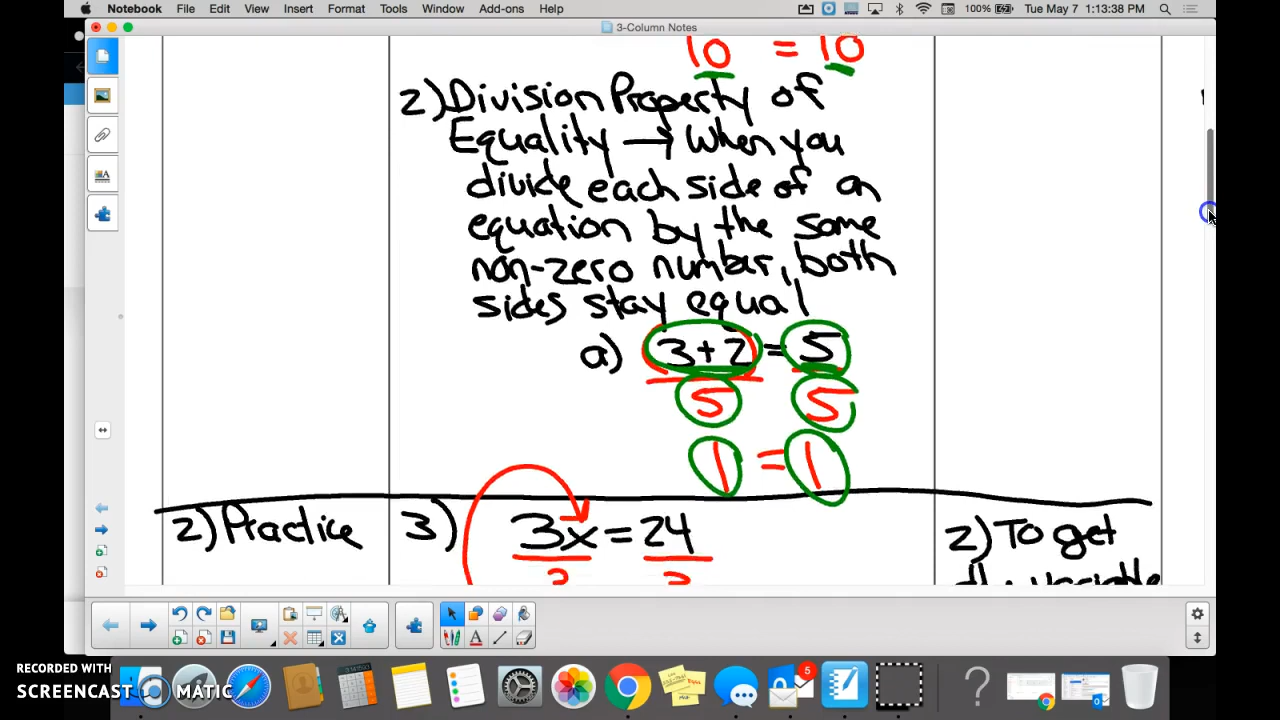 Notebook File Edit View Insert Format Tools Window Add-ons Help 100% Tue May 7 1:13:38 PM
3-Column Notes
10 = 10
2) Division Property of
Equality → When you
divide each side of an
equation by the same
non-zero number, both
sides stay equal
a) 3+2 = 5
5 5
1 = 1
2) Practice 3) 3x = 24 2) To get
the variable
A
5
?
RECORDED WITH
SCREENCAST MATIC